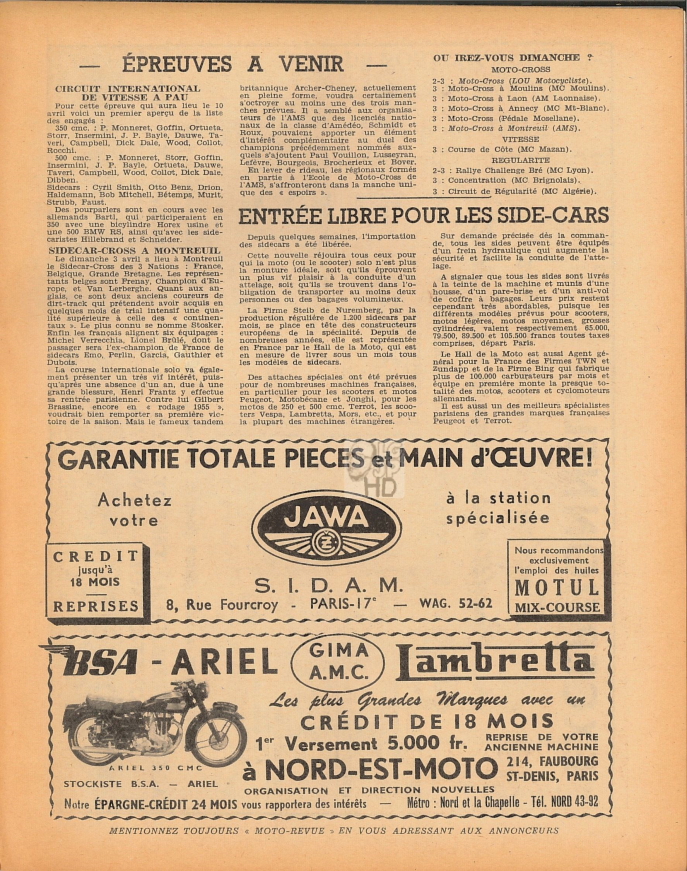 — ÉPREUVES A VENIR —
CIRCUIT INTERNATIONAL
DE VITESSE A PAU
Pour cette épreuve qui aura lieu le 10
avril voici un premier aperçu de la liste
des engagés :
350 cmc. : P. Monneret, Goffin, Ortueta,
Storr, Insermini, J. P. Bayle, Dauwe, Ta-
veri, Campbell, Dick Dale, Wood, Collot,
Rocchi.
500 cmc. : P. Monneret, Storr, Goffin,
Insermini, J. P. Bayle, Ortueta, Dauwe,
Taveri, Campbell, Wood, Collot, Dick Dale,
Dibben.
Sidecars : Cyril Smith, Otto Benz, Drion,
Haldemann, Bob Mitchell, Bétemps, Murit,
Strubb, Faust.
Des pourparlers sont en cours avec les
allemands Bartl, qui participeront en
350 avec une bicylindre Horex usine et
une 500 BMW RS, ainsi qu'avec les side-
caristes Hillebrand et Schneider.
SIDECAR-CROSS A MONTREUIL
Le dimanche 3 avril a lieu à Montreuil
le Sidecar-Cross des 3 Nations : France,
Belgique, Grande Bretagne. Les représen-
tants belges sont Frenay, Champion d'Eu-
rope, et Van Lerberghe. Quant aux an-
glais, ce sont deux anciens coureurs de
dirt-track qui prétendent avoir acquis en
quelques mois de trial intensif une qua-
lité supérieure à celle des « continen-
taux ». Le plus connu se nomme Stosker.
Enfin les français alignent six équipages :
Michel Verrecchia, Lionel Brûlé, dont le
passager sera l'ex-champion de France de
sidecars Emo, Perlin, Garcia, Gauthier et
Dubois.
La course internationale solo va égale-
ment présenter un très vif intérêt, puis-
qu'après une absence d'un an, due à une
grande blessure, Henri Frantz y effectue
sa rentrée parisienne. Contre lui Gilbert
Brassine, encore en « rodage 1955 »,
voudrait bien remporter sa première vic-
toire de la saison. Mais le fameux tandem
britannique Archer-Cheney, actuellement
en pleine forme, voudra certainement
s'octroyer au moins une des trois man-
ches prévues. Il a semblé aux organisa-
teurs de l'AMS que des licenciés natio-
naux de la classe d'Amédéo, Schmidt et
Roux, pouvaient apporter un élément
d'intérêt complémentaire au duel des
champions précédement nommés aux-
quels s'ajoutent Paul Vouillon, Lusseyran,
Lefèvre, Bourgeois, Brocherieux et Bover.
En lever de rideau, les régionaux formés
en partie à l'Ecole de Moto-Cross de
l'AMS, s'affronteront dans la manche uni-
que des « espoirs ».
OU IREZ-VOUS DIMANCHE ?
MOTO-CROSS
2-3 : Moto-Cross (LOU Motocycliste).
3 : Moto-Cross à Moulins (MC Moulins).
3 : Moto-Cross à Laon (AM Laonnaise).
3 : Moto-Cross à Annecy (MC Mt-Blanc).
3 : Moto-Cross (Pédale Mosellane).
3 : Moto-Cross à Montreuil (AMS).
VITESSE
3 : Course de Côte (MC Mazan).
REGULARITÉ
2-3 : Rallye Challenge Bré (MC Lyon).
3 : Concentration (MC Brignolais).
3 : Circuit de Régularité (MC Algérie).
ENTRÉE LIBRE POUR LES SIDE-CARS
Depuis quelques semaines, l'importation
des sidecars a été libérée.
Cette nouvelle réjouira tous ceux pour
qui la moto (ou le scooter) solo n'est plus
la monture idéale, soit qu'ils éprouvent
un plus vif plaisir à la conduite d'un
attelage, soit qu'ils se trouvent dans l'o-
bligation de transporter au moins deux
personnes ou des bagages volumineux.
La Firme Steib de Nuremberg, par la
production régulière de 1.200 sidecars par
mois, se place en tête des constructeurs
européens de la spécialité. Depuis de
nombreuses années, elle est représentée
en France par le Hall de la Moto, qui est
en mesure de livrer sous un mois tous
les modèles de sidecars.
Des attaches spéciales ont été prévues
pour de nombreuses machines françaises,
en particulier pour les scooters et motos
Peugeot, Motobécane et Jonghi, pour les
motos de 250 et 500 cmc. Terrot, les scoo-
ters Vespa, Lambretta, Mors, etc., et pour
la plupart des machines étrangères.
Sur demande précise dès la comman-
de, tous les sides peuvent être équipés
d'un frein hydraulique qui augmente la
sécurité et facilite la conduite de l'atte-
lage.
A signaler que tous les sides sont livrés
à la teinte de la machine et munis d'une
housse, d'un pare-brise et d'un anti-vol
de coffre à bagages. Leurs prix restent
cependant très abordables, puisque les
différents modèles prévus pour scooters,
motos légères, motos moyennes, grosses
cylindrées, valent respectivement 65.000,
79.500, 89.500 et 105.500 francs toutes taxes
comprises, départ Paris.
Le Hall de la Moto est aussi Agent gé-
néral pour la France des Firmes TWN et
Zundapp et de la Firme Bing qui fabrique
plus de 100.000 carburateurs par mois et
équipe en première monte la presque to-
talité des motos, scooters et cyclomoteurs
allemands.
Il est aussi un des meilleurs spécialistes
parisiens des grandes marques françaises
Peugeot et Terrot.
GARANTIE TOTALE PIECES et MAIN d'ŒUVRE!
HD
Achetez
votre
JAWA
à la station
spécialisée
CREDIT
jusqu'à
18 MOIS
REPRISES
S. I. D. A. M.
8, Rue Fourcroy - PARIS-17e — WAG. 52-62
Nous recommandons
exclusivement
l'emploi des huiles
MOTUL
MIX-COURSE
BSA - ARIEL
GIMA
A.M.C.
Lambretta
Les plus Grandes Marques avec un
CRÉDIT DE 18 MOIS
1er Versement 5.000 fr.
REPRISE DE VOTRE
ANCIENNE MACHINE
ARIEL 350 CMC
STOCKISTE B.S.A. — ARIEL
à NORD-EST-MOTO
214, FAUBOURG
ST-DENIS, PARIS
ORGANISATION ET DIRECTION NOUVELLES
Notre ÉPARGNE-CRÉDIT 24 MOIS vous rapportera des intérêts — Métro : Nord et la Chapelle - Tél. NORD 43-92
MENTIONNEZ TOUJOURS « MOTO-REVUE » EN VOUS ADRESSANT AUX ANNONCEURS